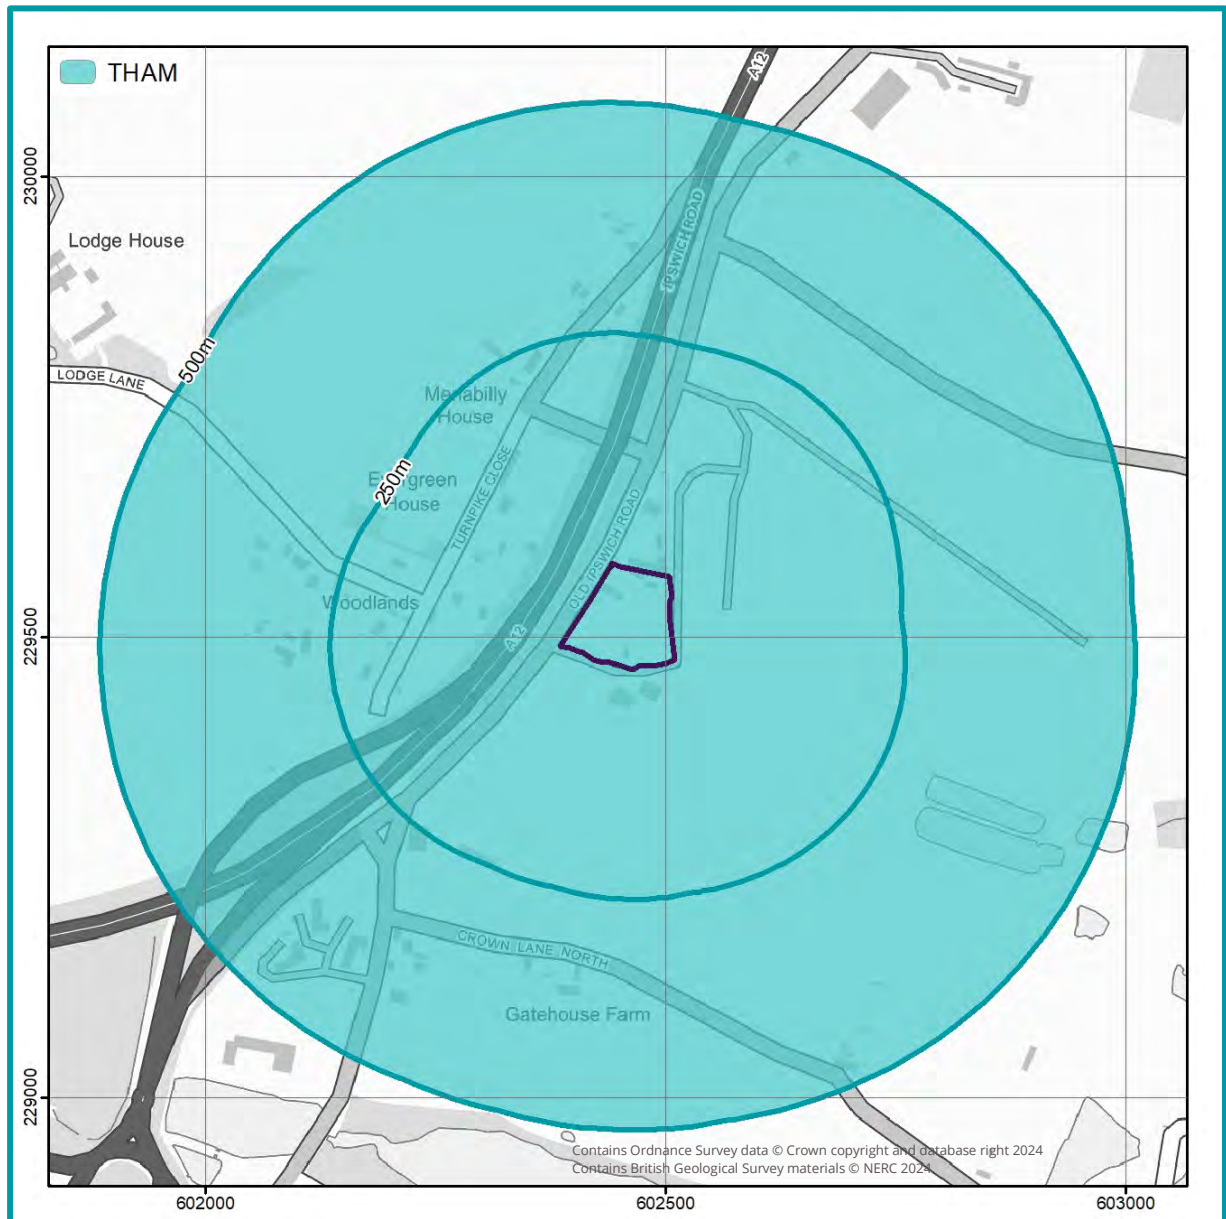 THAM
A12
230000
IPSWICH ROAD
Lodge House
500m
LODGE LANE
Menabilly
House
250m
Evergreen
House
TURNPIKE CLOSE
OLD IPSWICH ROAD
Woodlands
A12
229500
CROWN LANE NORTH
Gatehouse Farm
229000
Contains Ordnance Survey data © Crown copyright and database right 2024
Contains British Geological Survey materials © NERC 2024.
602000
602500
603000